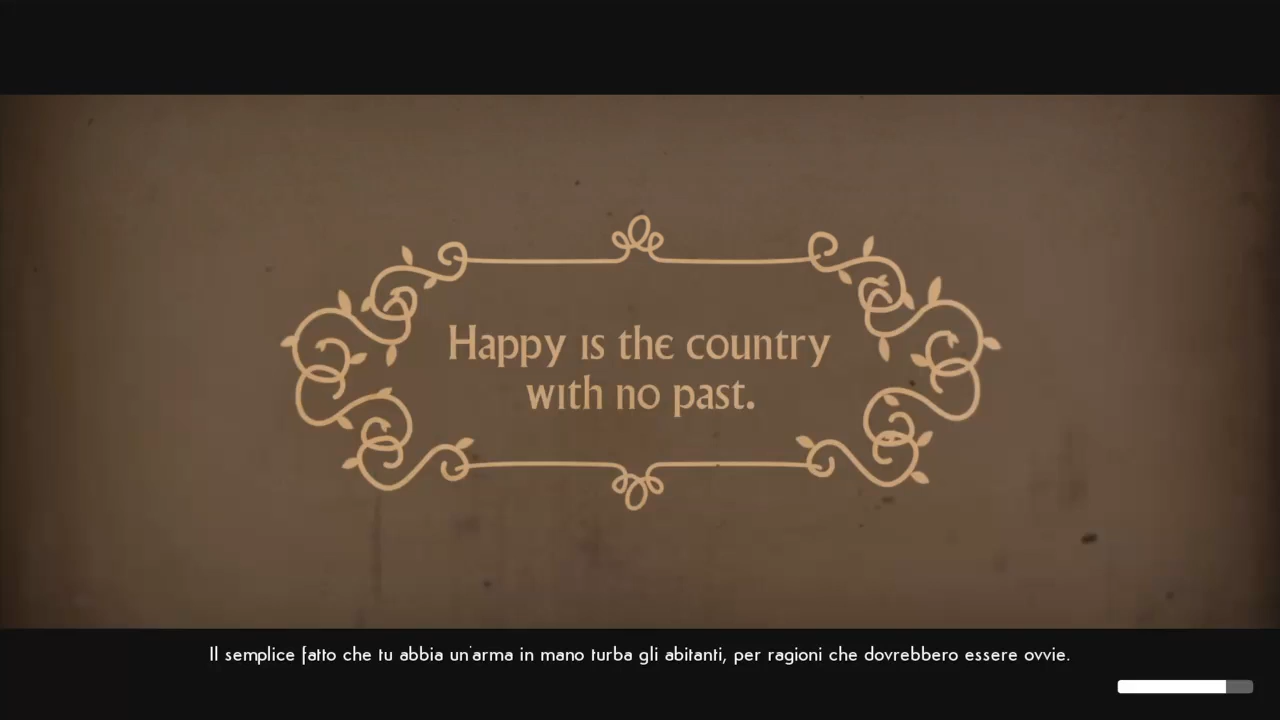 Happy is the country
with no past.
Il semplice fatto che tu abbia un'arma in mano turba gli abitanti, per ragioni che dovrebbero essere ovvie.